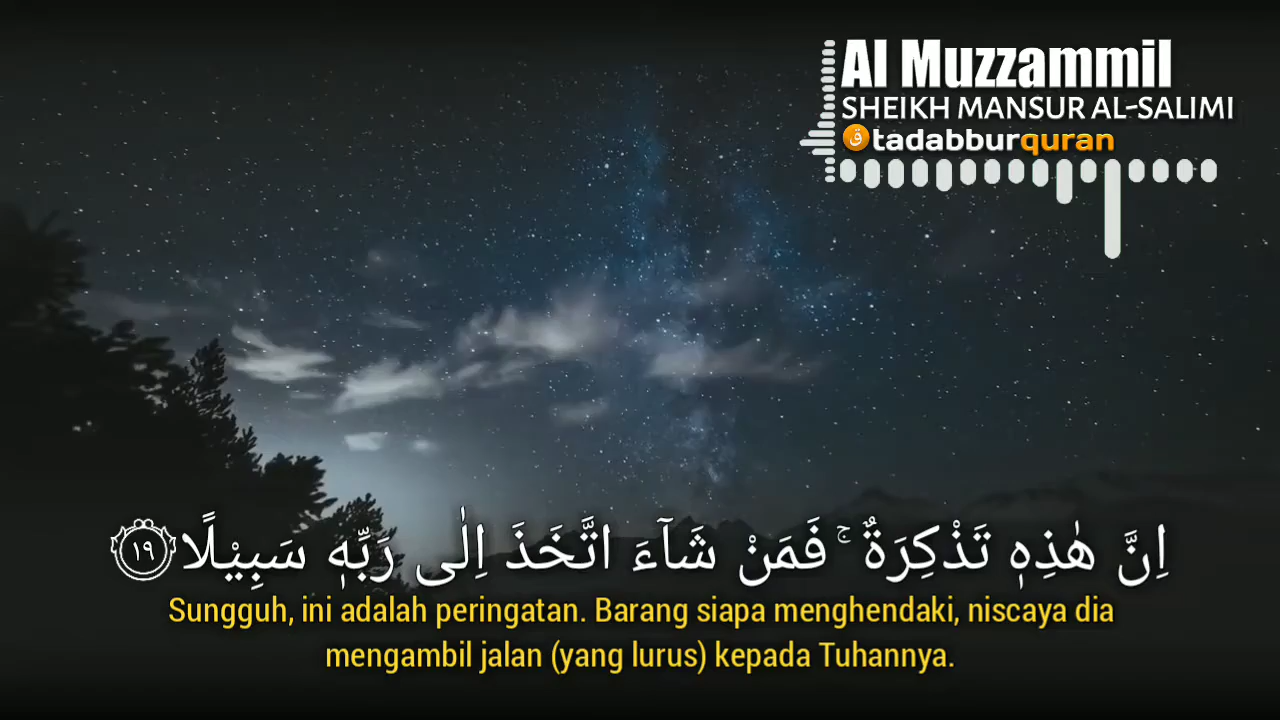 Al Muzzammil
SHEIKH MANSUR AL-SALIMI
ق tadabburquran
اِنَّ هٰذِهٖ تَذْكِرَةٌ ۚ فَمَنْ شَاۤءَ اتَّخَذَ اِلٰى رَبِّهٖ سَبِيْلًا ١٩
Sungguh, ini adalah peringatan. Barang siapa menghendaki, niscaya dia
mengambil jalan (yang lurus) kepada Tuhannya.